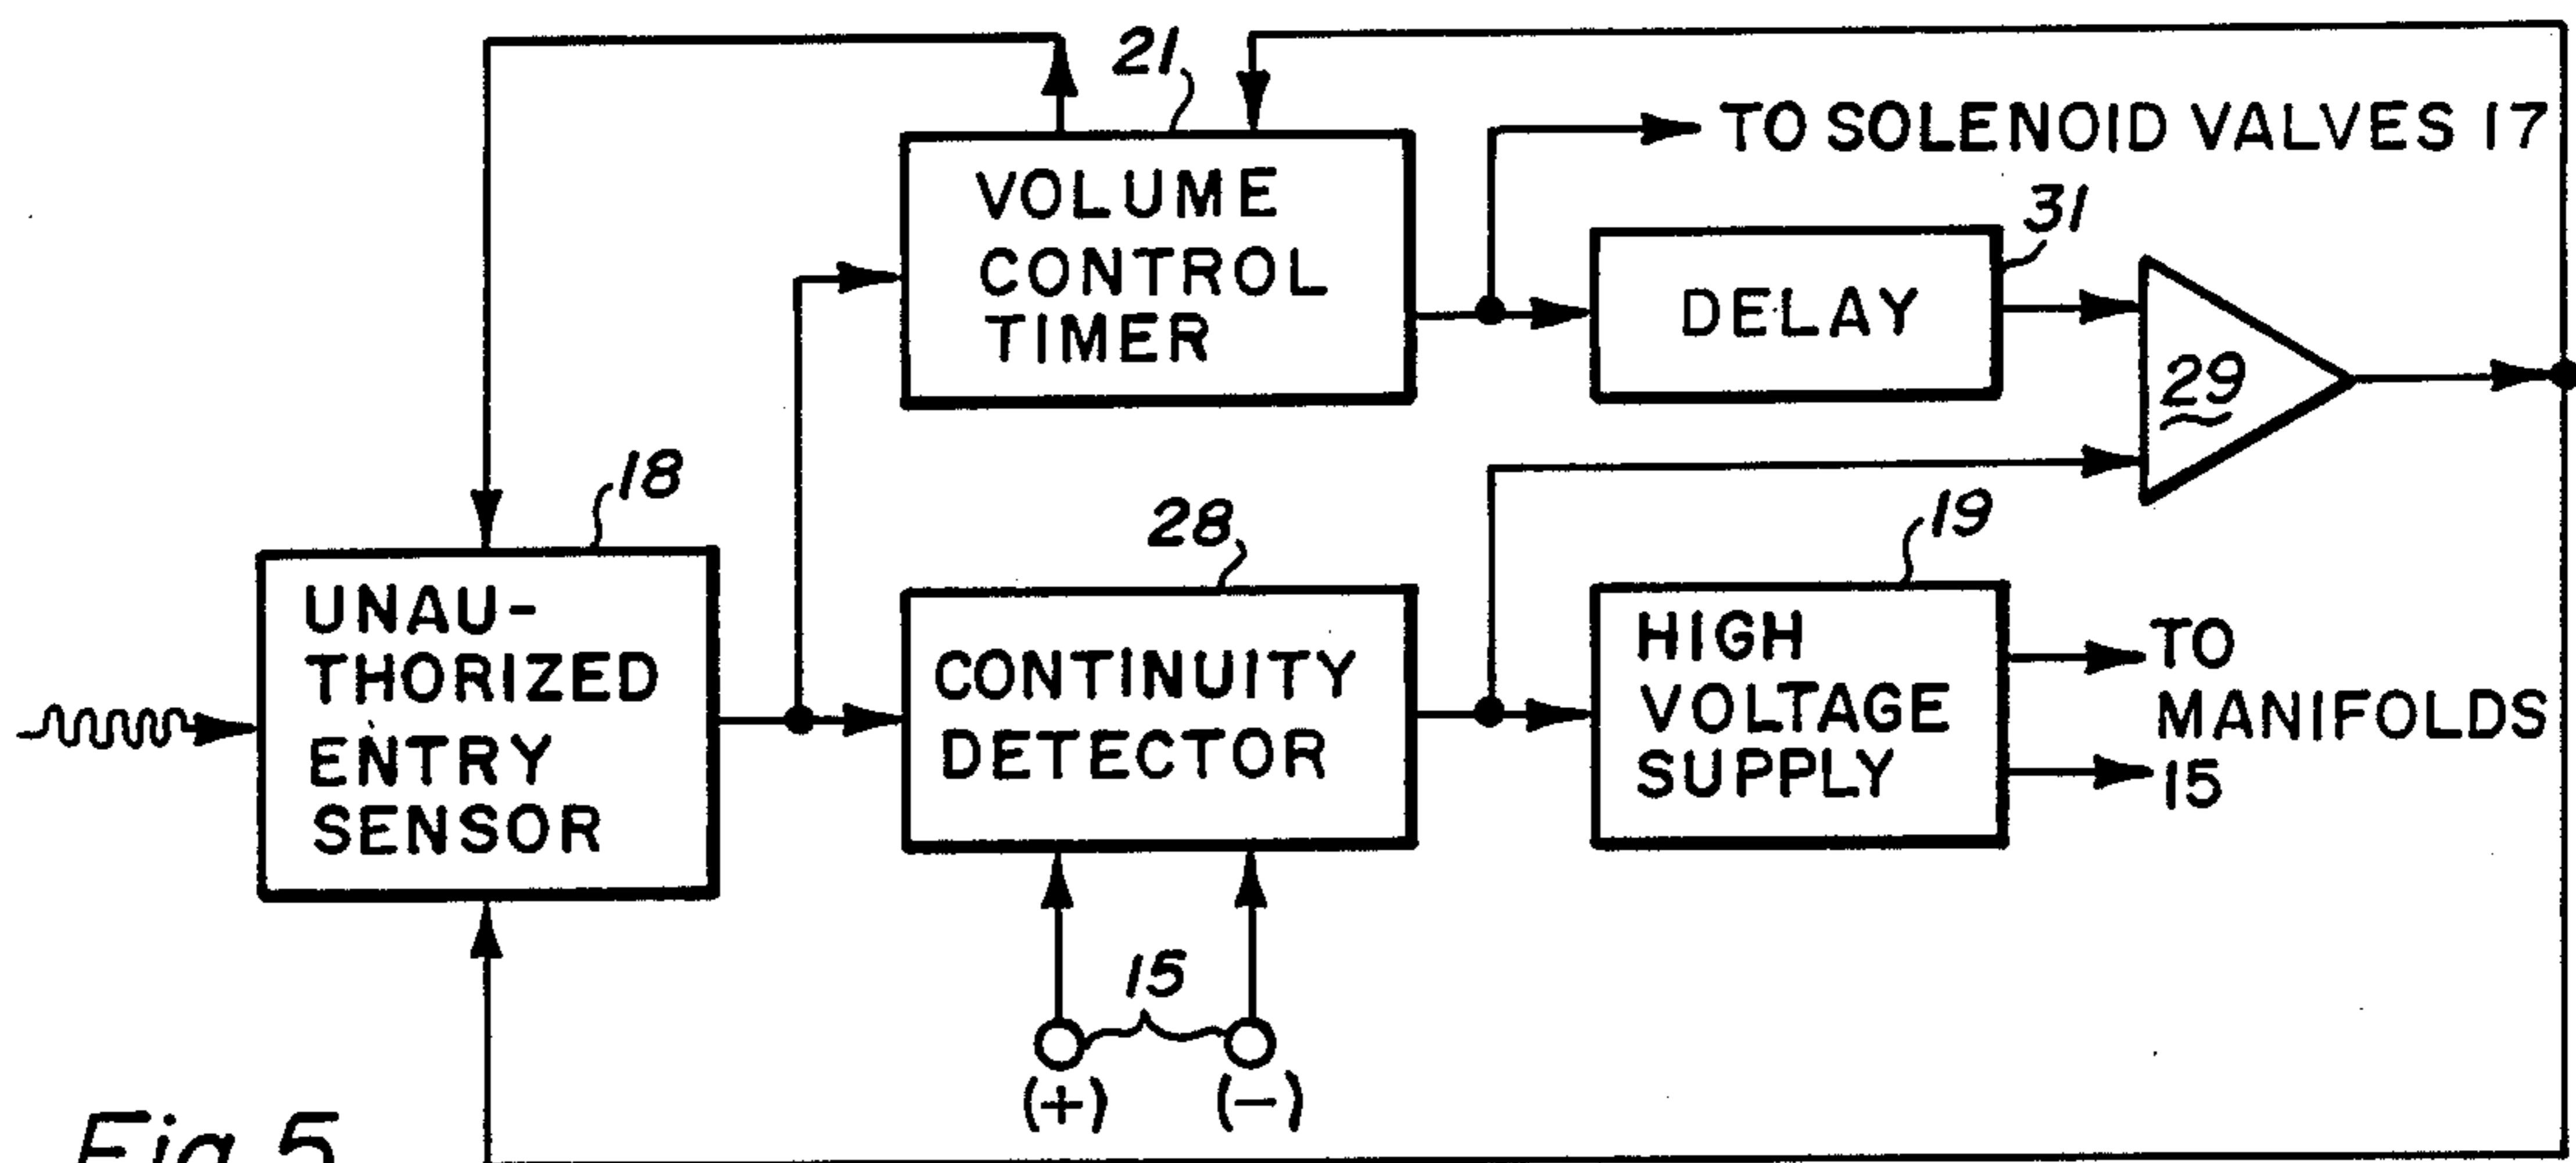 21
VOLUME
CONTROL
TIMER
TO SOLENOID VALVES 17
31
DELAY
29
18
UNAU-
THORIZED
ENTRY
SENSOR
28
CONTINUITY
DETECTOR
19
HIGH
VOLTAGE
SUPPLY
TO
MANIFOLDS
15
15
(+) (-)
Fig. 5